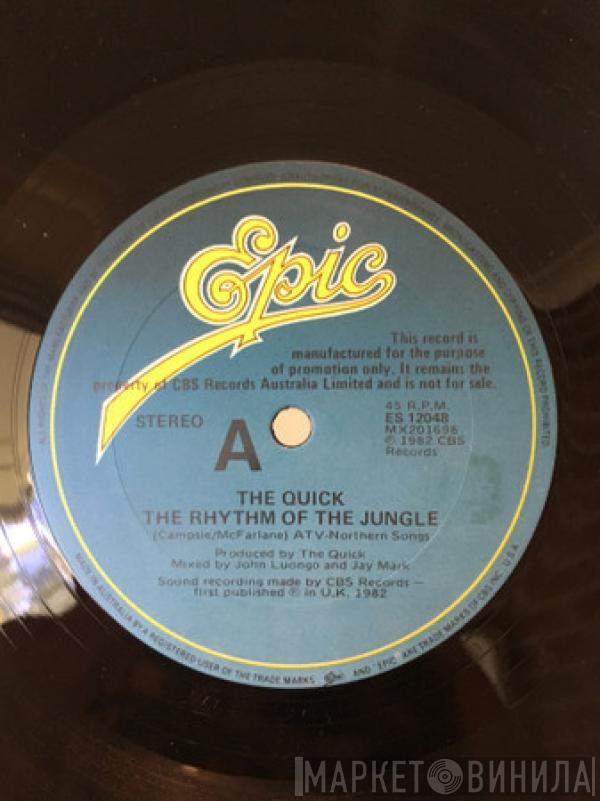 Epic
This record is
manufactured for the purpose
of promotion only. It remains the
property of CBS Records Australia Limited and is not for sale.
STEREO
A
45 R.P.M.
ES 12048
MX201696
℗ 1982 CBS
Records
THE QUICK
THE RHYTHM OF THE JUNGLE
(Campsie/McFarlane) ATV-Northern Songs
Produced by The Quick
Mixed by John Luongo and Jay Mark
Sound recording made by CBS Records —
first published ℗ in U.K. 1982
MADE IN AUSTRALIA BY A REGISTERED USER OF THE TRADE MARKS AND "EPIC" ARE TRADE MARKS OF CBS INC. U.S.A.
OF THIS RECORD PROHIBITED
МАРКЕТ ВИНИЛА